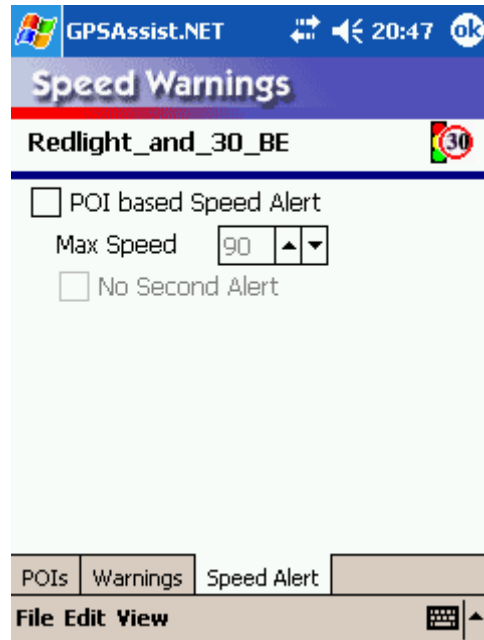 GPSAssist.NET 20:47 ok
Speed Warnings
Redlight_and_30_BE 30
POI based Speed Alert
Max Speed 90
No Second Alert
POIs Warnings Speed Alert
File Edit View